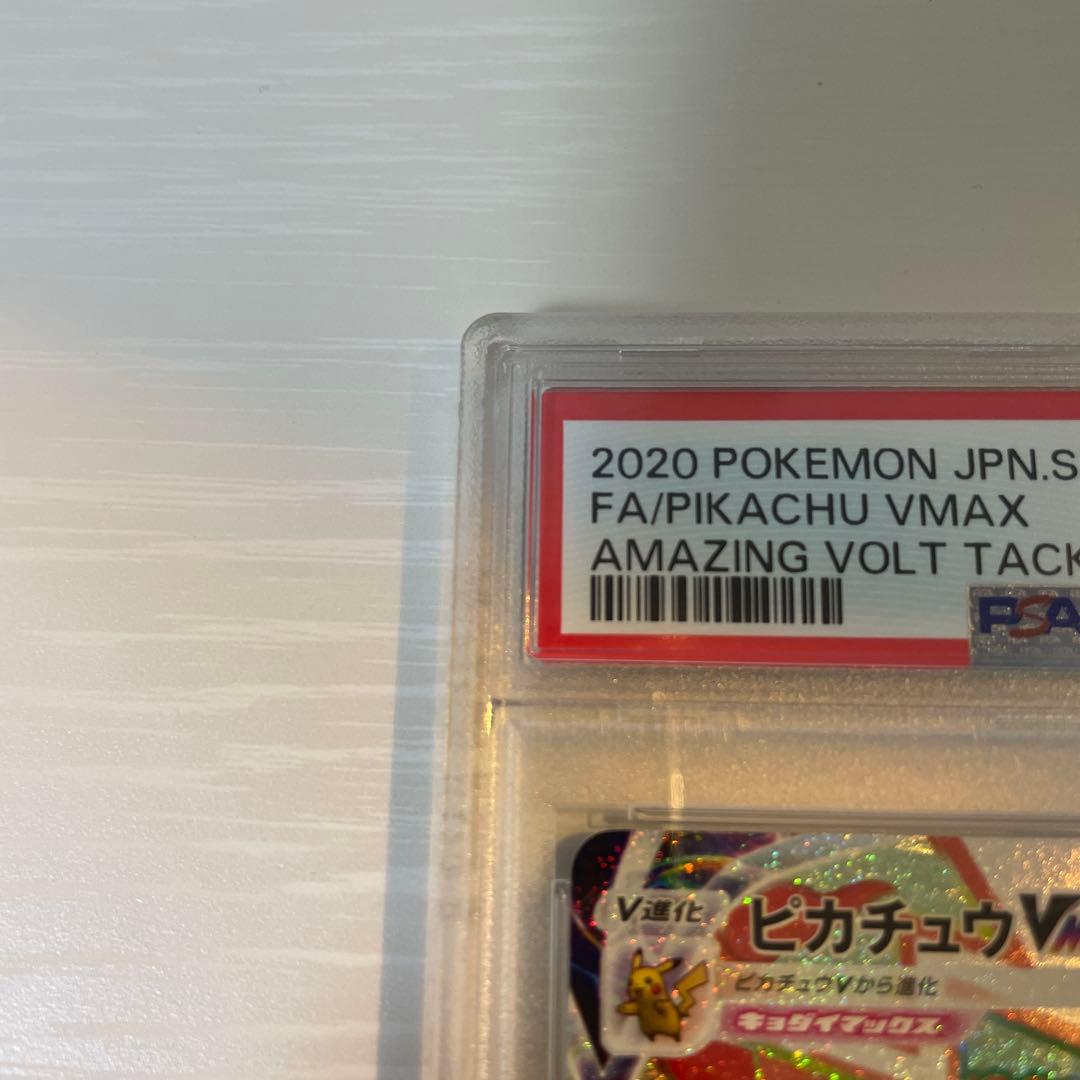 2020 POKEMON JPN.S
FA/PIKACHU VMAX
AMAZING VOLT TACK
PSA
V進化
ピカチュウV
ピカチュウVから進化
キョダイマックス